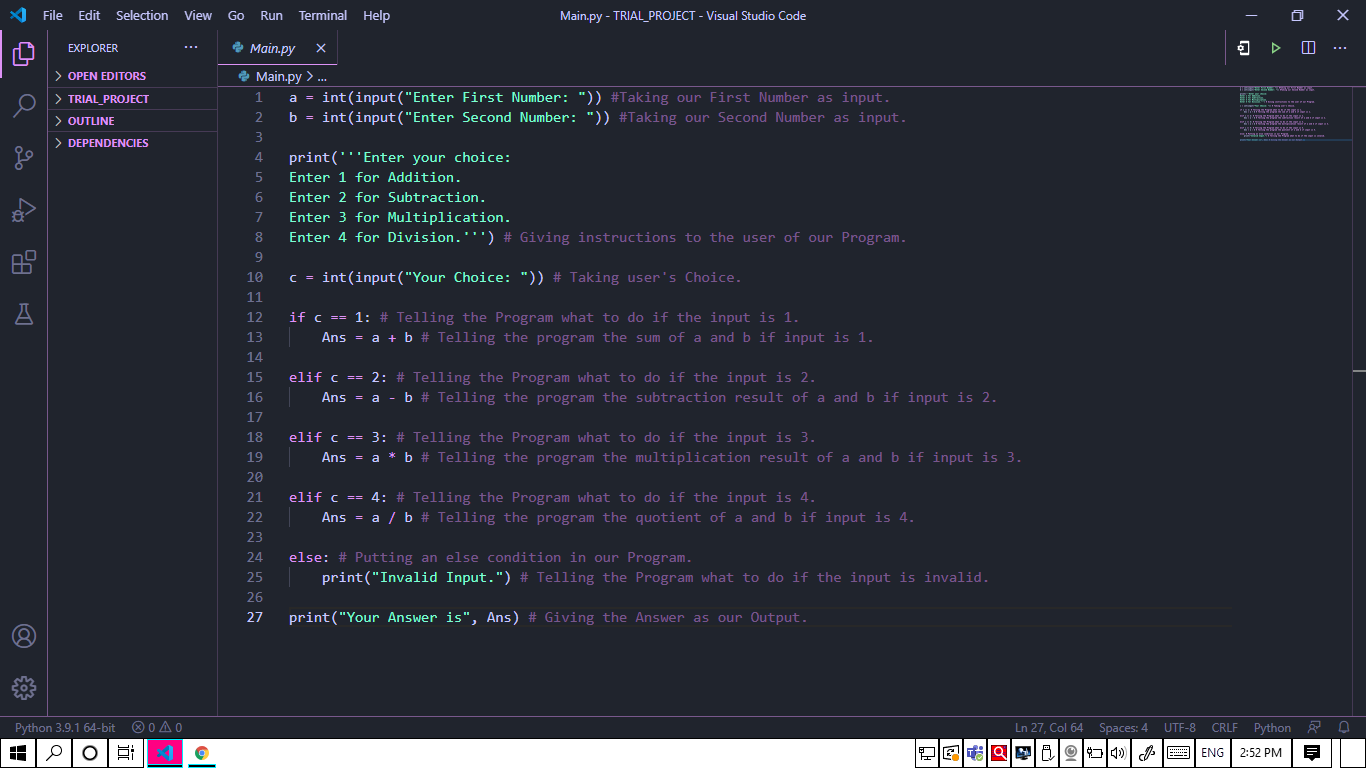 File Edit Selection View Go Run Terminal Help
Main.py - TRIAL_PROJECT - Visual Studio Code
EXPLORER
OPEN EDITORS
TRIAL_PROJECT
OUTLINE
DEPENDENCIES
Main.py
Main.py > ...
1 a = int(input("Enter First Number: ")) #Taking our First Number as input.
2 b = int(input("Enter Second Number: ")) #Taking our Second Number as input.
3
4 print('''Enter your choice:
5 Enter 1 for Addition.
6 Enter 2 for Subtraction.
7 Enter 3 for Multiplication.
8 Enter 4 for Division.''') # Giving instructions to the user of our Program.
9
10 c = int(input("Your Choice: ")) # Taking user's Choice.
11
12 if c == 1: # Telling the Program what to do if the input is 1.
13     Ans = a + b # Telling the program the sum of a and b if input is 1.
14
15 elif c == 2: # Telling the Program what to do if the input is 2.
16     Ans = a - b # Telling the program the subtraction result of a and b if input is 2.
17
18 elif c == 3: # Telling the Program what to do if the input is 3.
19     Ans = a * b # Telling the program the multiplication result of a and b if input is 3.
20
21 elif c == 4: # Telling the Program what to do if the input is 4.
22     Ans = a / b # Telling the program the quotient of a and b if input is 4.
23
24 else: # Putting an else condition in our Program.
25     print("Invalid Input.") # Telling the Program what to do if the input is invalid.
26
27 print("Your Answer is", Ans) # Giving the Answer as our Output.
Python 3.9.1 64-bit 0 0 Ln 27, Col 64 Spaces: 4 UTF-8 CRLF Python
ENG 2:52 PM